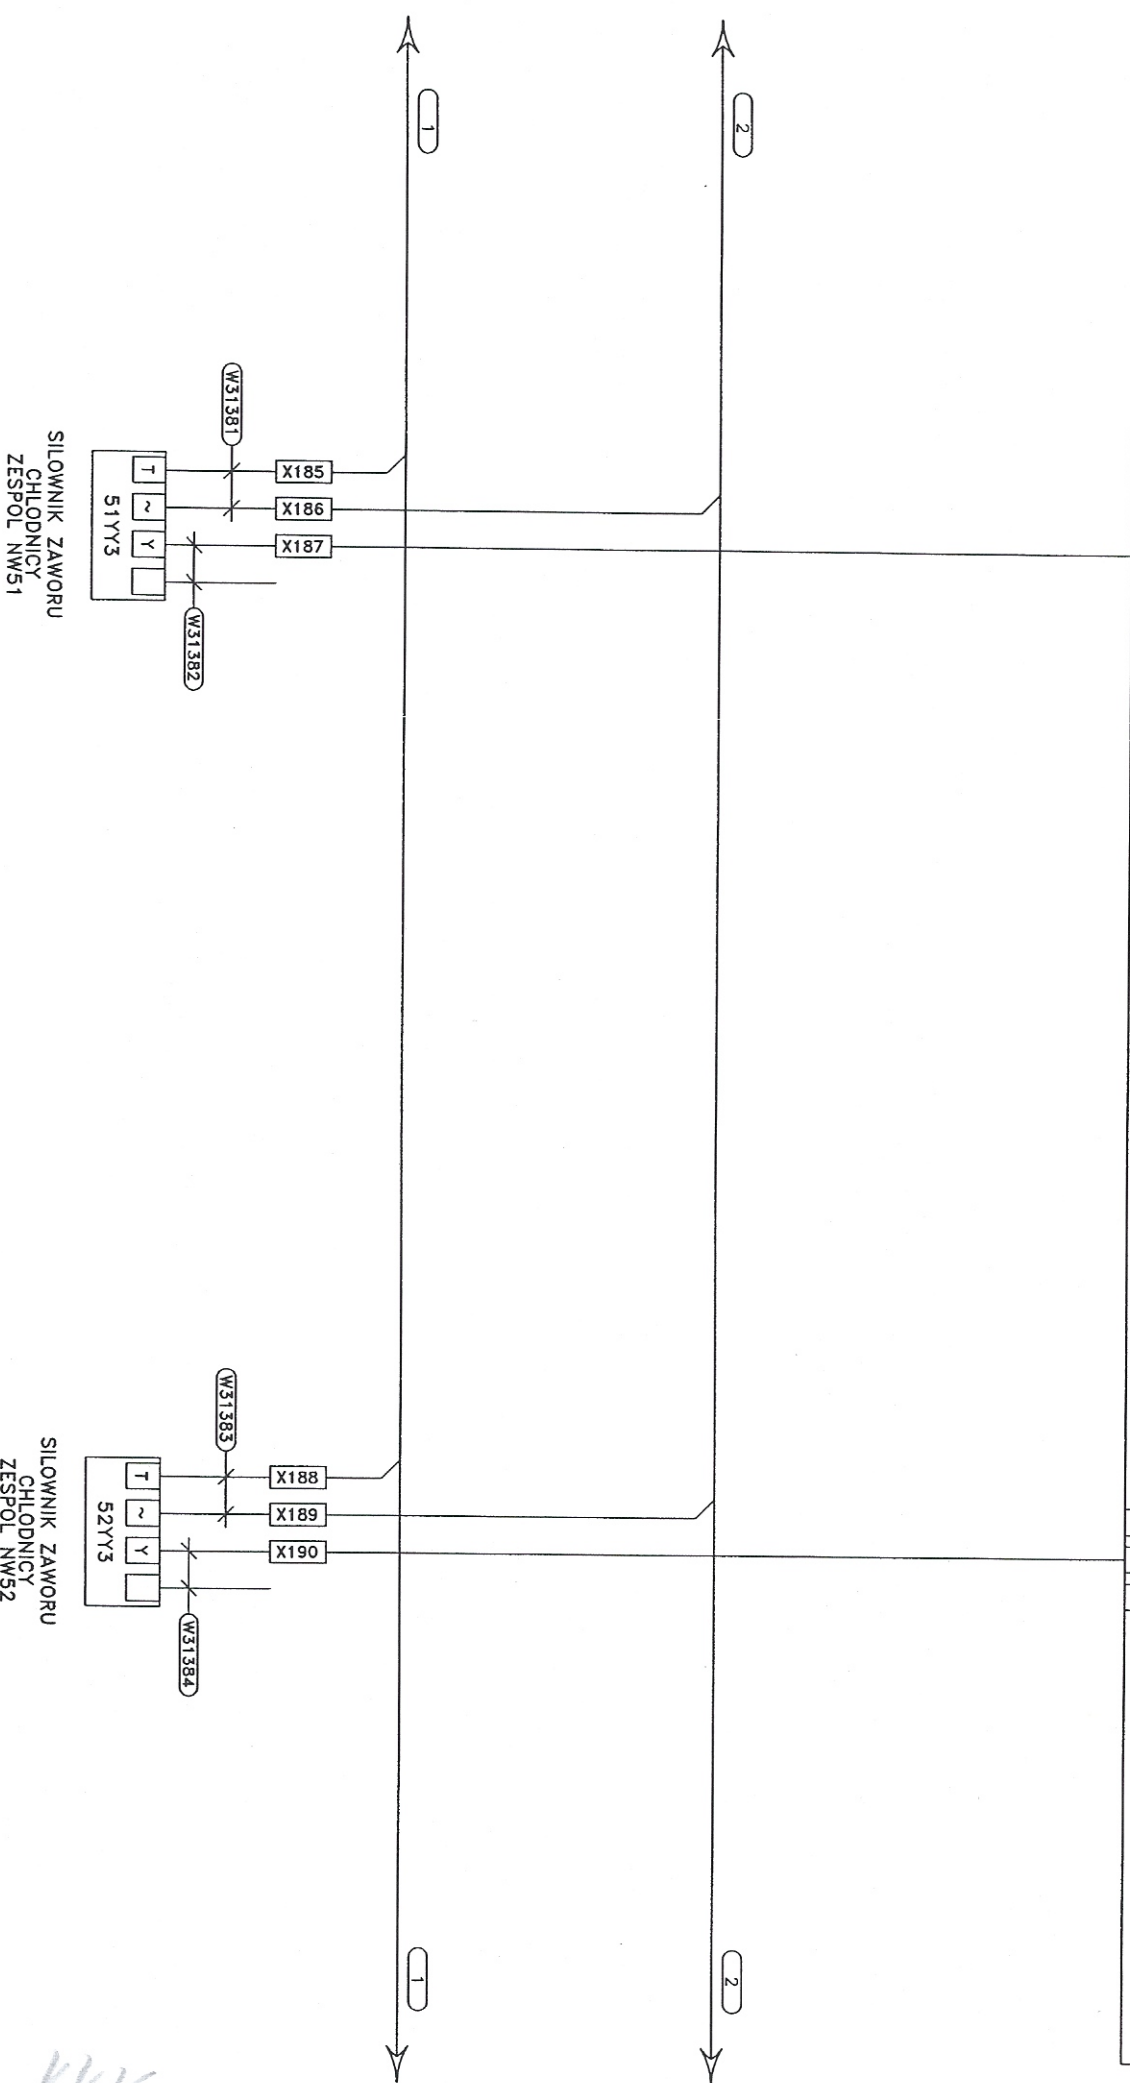 1
2
W31381
X185
X186
X187
T
~
Y
51YY3
W31382
SILOWNIK ZAWORU
CHLODNICY
ZESPOL NW51
W31383
X188
X189
X190
T
~
Y
52YY3
W31384
SILOWNIK ZAWORU
CHLODNICY
ZESPOL NW52
1
2